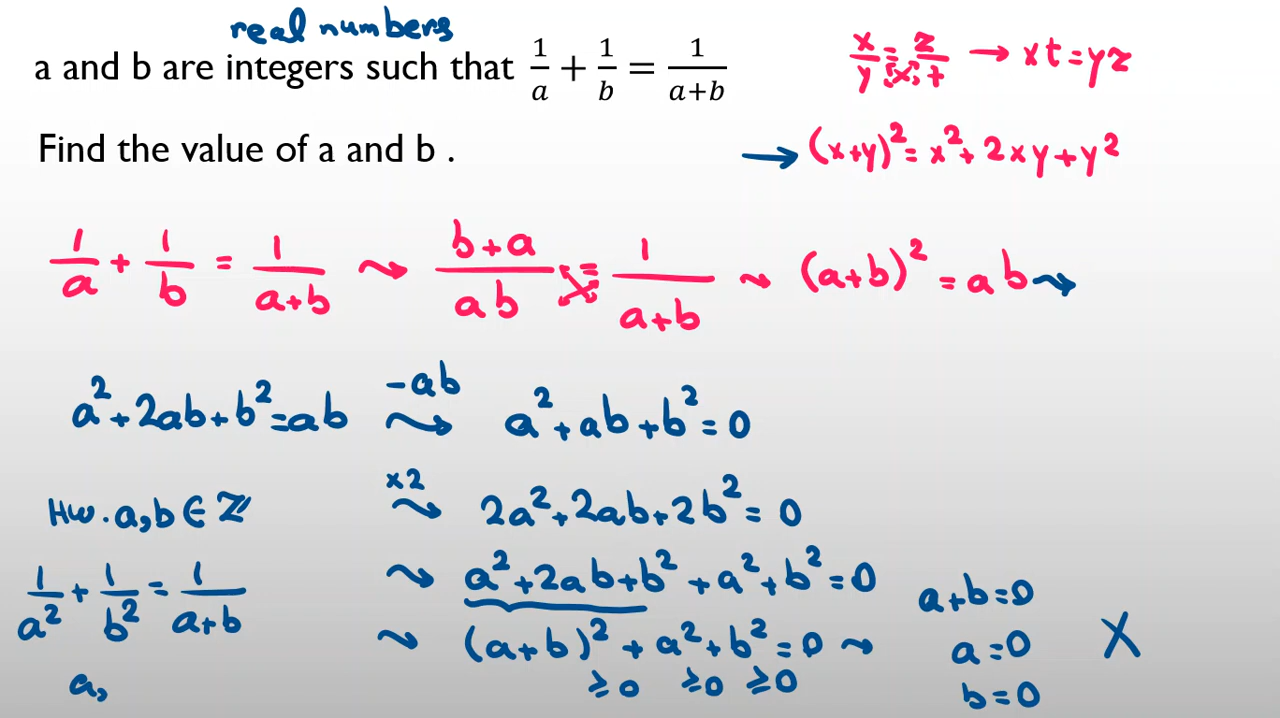 real numbers
a and b are integers such that 1/a + 1/b = 1/(a+b)
Find the value of a and b .
x/y = z/t → xt = yz
→ (x+y)² = x² + 2xy + y²
1/a + 1/b = 1/(a+b) ⇝ (b+a)/(ab) = 1/(a+b) ⇝ (a+b)² = ab ⇝
a² + 2ab + b² = ab ⇝ -ab a² + ab + b² = 0
⇝ x2 2a² + 2ab + 2b² = 0
⇝ a² + 2ab + b² + a² + b² = 0
⇝ (a+b)² + a² + b² = 0 ⇝
≥0 ≥0 ≥0
a+b=0
a=0
b=0
X
Hw. a,b ∈ ℤ
1/a² + 1/b² = 1/(a+b)
a,